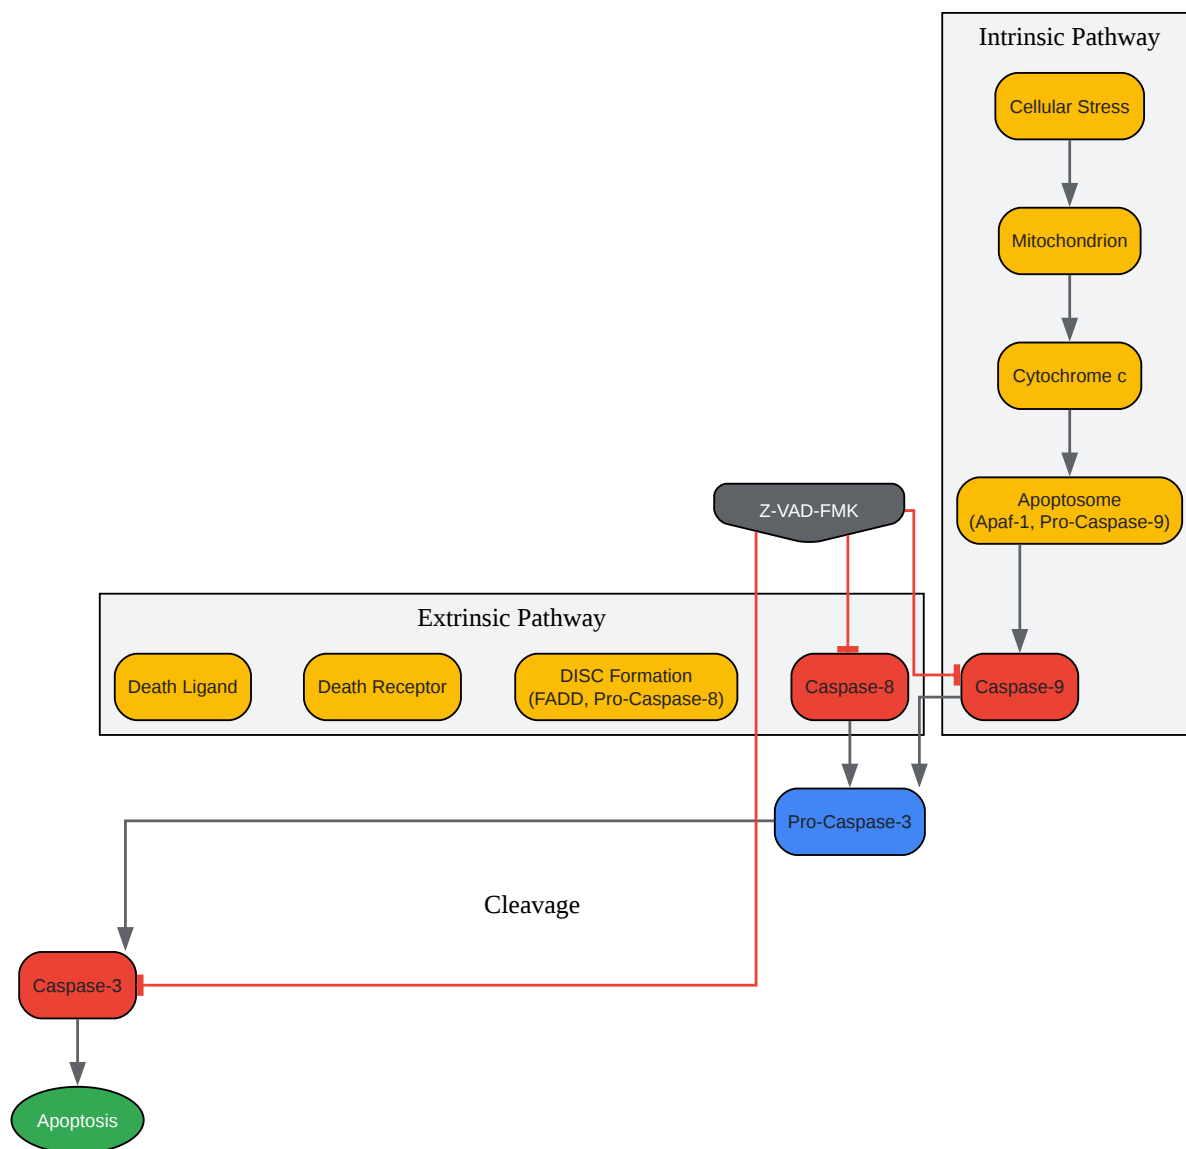 Intrinsic Pathway
Cellular Stress
Mitochondrion
Cytochrome c
Apoptosome
(Apaf-1, Pro-Caspase-9)
Z-VAD-FMK
Extrinsic Pathway
Death Ligand
Death Receptor
DISC Formation
(FADD, Pro-Caspase-8)
Caspase-8
Caspase-9
Pro-Caspase-3
Cleavage
Caspase-3
Apoptosis